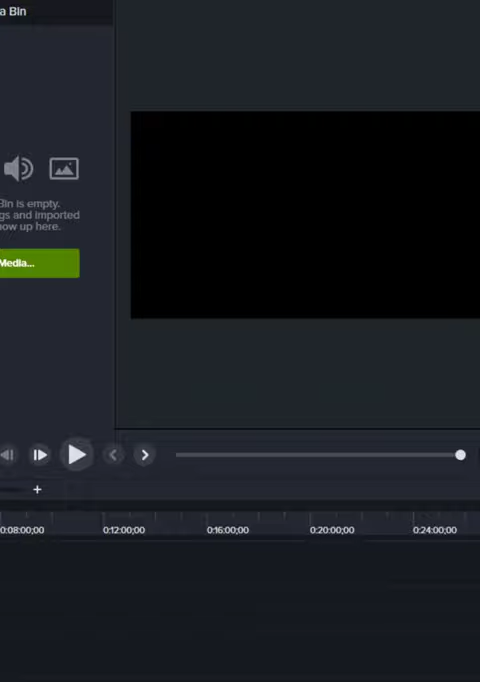 a Bin
Bin is empty.
gs and imported
now up here.
Media...
0:08:00;00
0:12:00;00
0:16:00;00
0:20:00;00
0:24:00;00